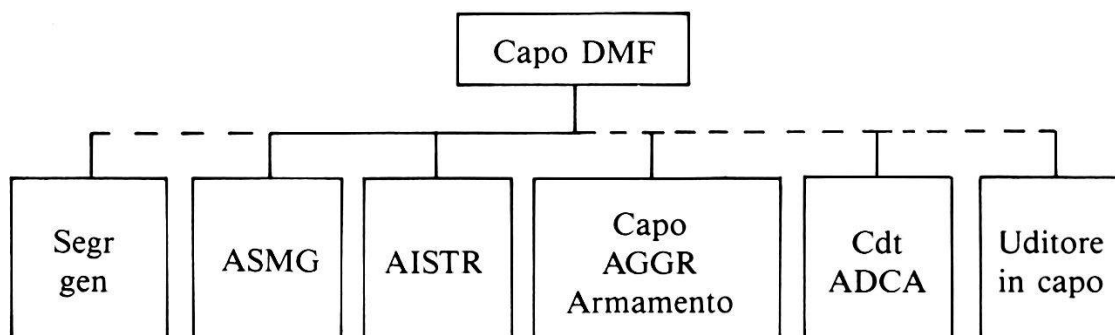 Capo DMF
Segr
gen
ASMG
AISTR
Capo
AGGR
Armamento
Cdt
ADCA
Uditore
in capo